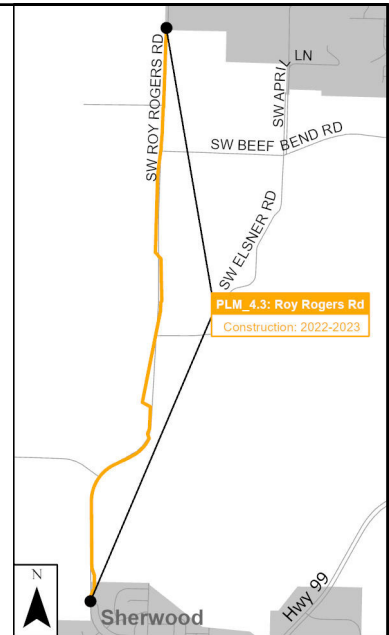 SW ROY ROGERS RD
SW APRIL LN
SW BEEF BEND RD
SW ELSNER RD
PLM_4.3: Roy Rogers Rd
Construction: 2022-2023
Hwy 99
N
Sherwood